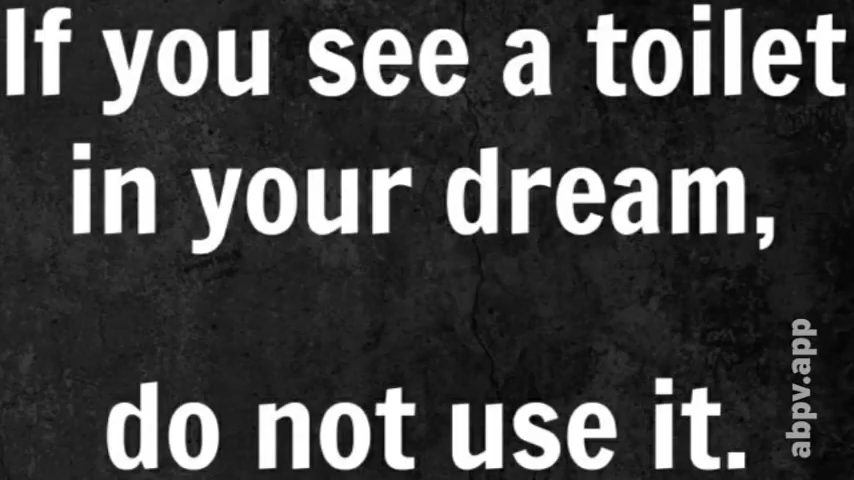 If you see a toilet
in your dream,
do not use it.
abpv.app